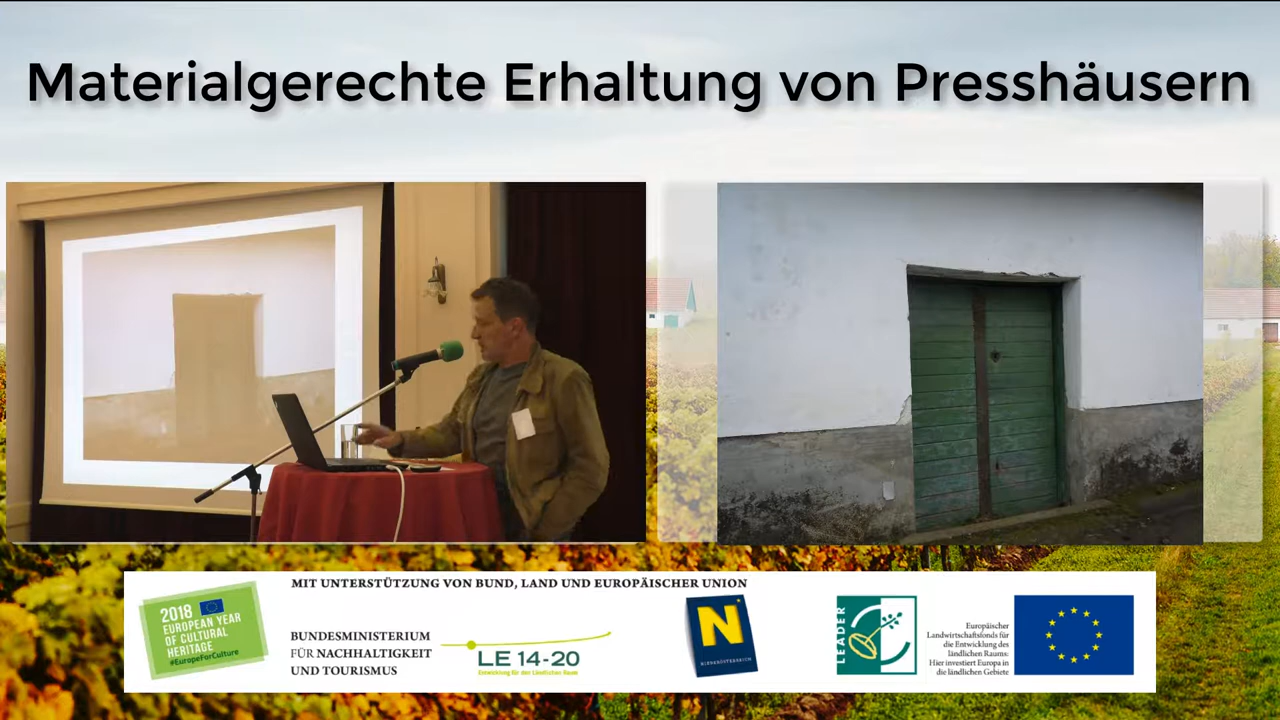 Materialgerechte Erhaltung von Presshäusern
MIT UNTERSTÜTZUNG VON BUND, LAND UND EUROPÄISCHER UNION
2018
EUROPEAN YEAR
OF CULTURAL
HERITAGE
#EuropeForCulture
BUNDESMINISTERIUM
FÜR NACHHALTIGKEIT
UND TOURISMUS
LE 14-20
Entwicklung für den Ländlichen Raum
N
NIEDERÖSTERREICH
LEADER
Europäischer
Landwirtschaftsfonds für
die Entwicklung des
ländlichen Raums:
Hier investiert Europa in
die ländlichen Gebiete